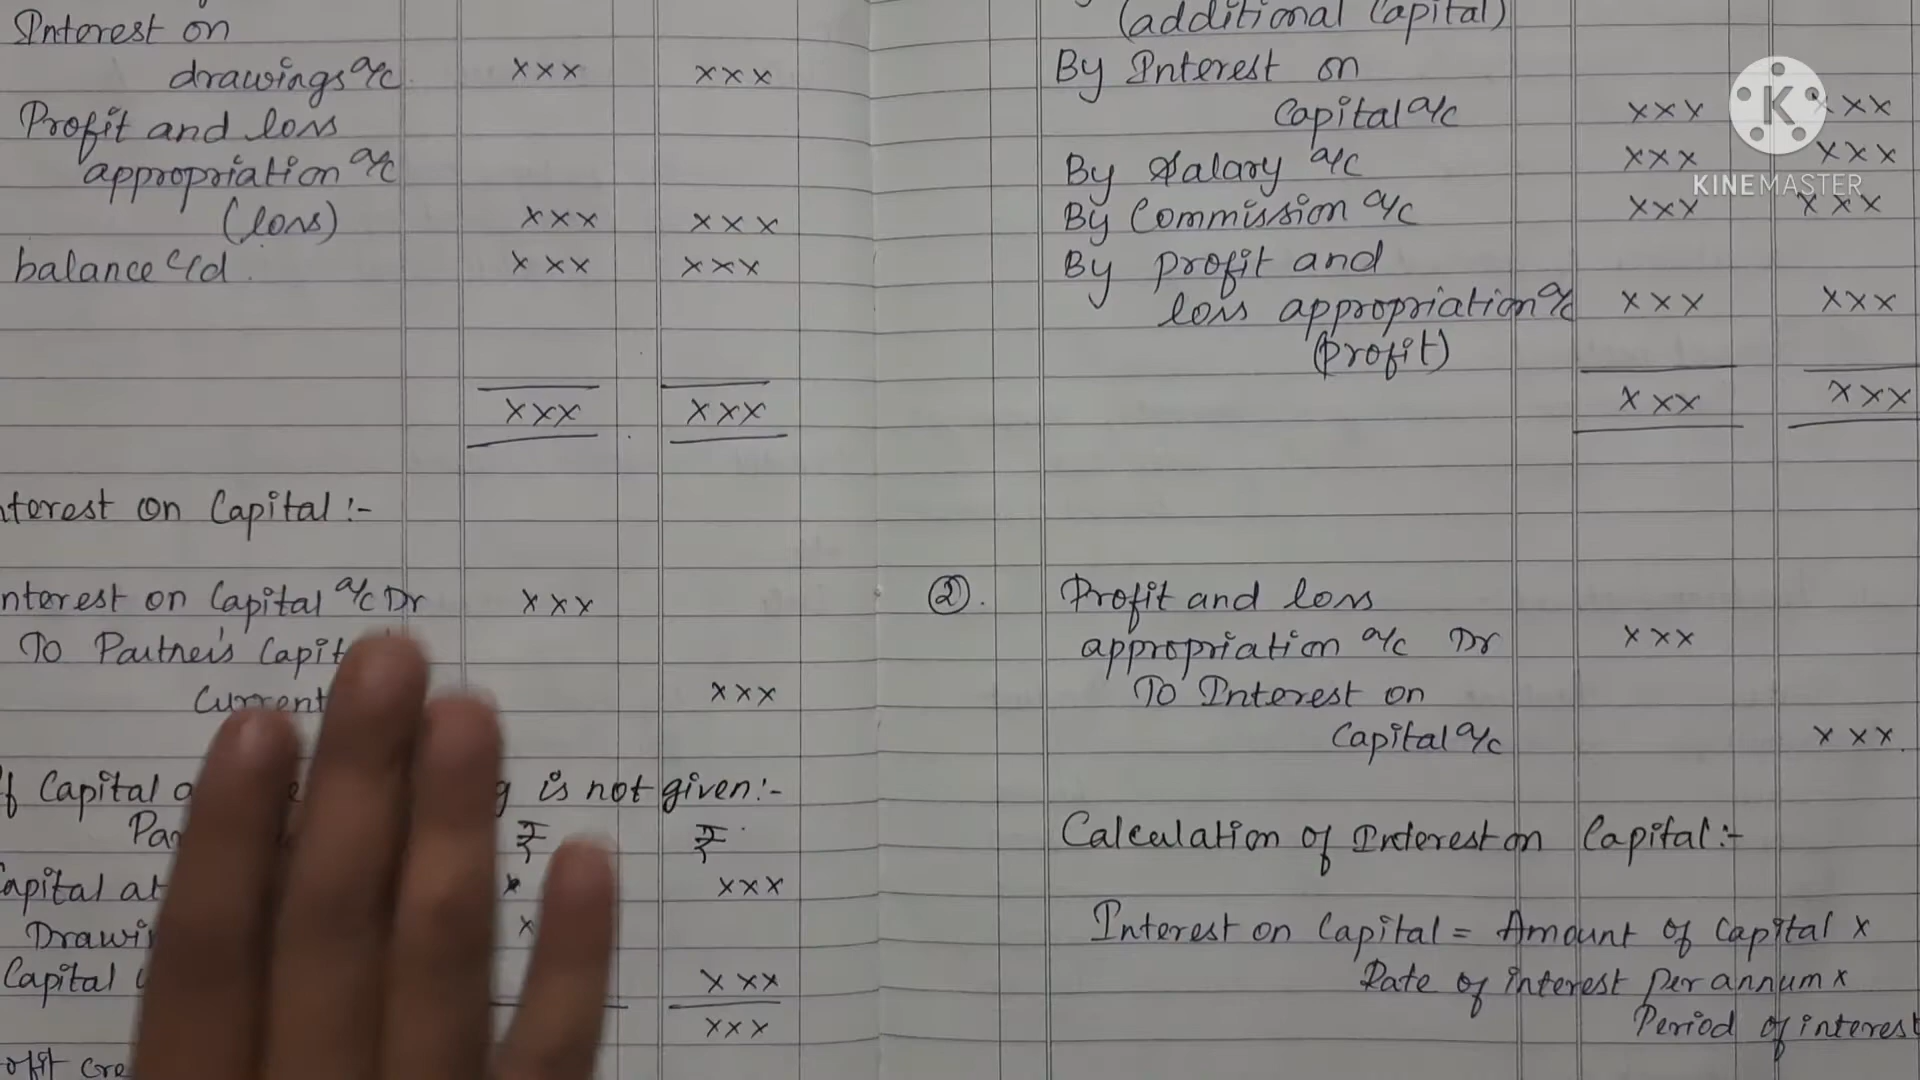 Interest on
drawings a/c xxx xxx
Profit and loss
appropriation a/c
(loss) xxx xxx
balance c/d. xxx xxx
xxx xxx
nterest on Capital :-
nterest on Capital a/c Dr xxx
To Partner's Capit
Current xxx
f Capital is not given:-
₹ ₹
apital at xxx
Drawi x
Capital xxx
xxx
ofit cre
(additional Capital)
By Interest on
Capital a/c xxx xxx
By Salary a/c xxx xxx
By Commission a/c xxx xxx
By profit and
loss appropriation a/c xxx xxx
(profit)
xxx xxx
② . Profit and loss
appropriation a/c Dr xxx
To Interest on
Capital a/c xxx.
Calculation of Interest on Capital:-
Interest on Capital = Amount of Capital x
Rate of interest per annum x
Period of interest
K
KINEMASTER